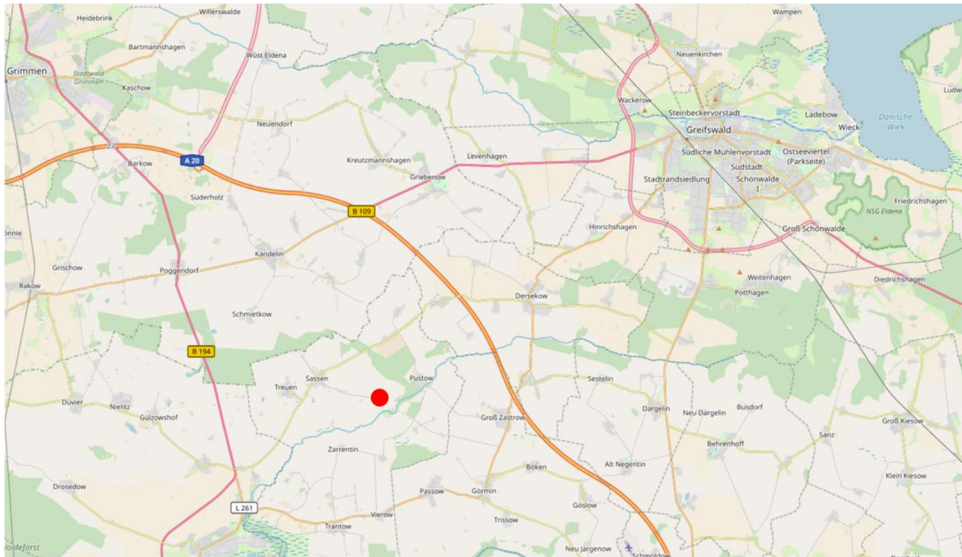 Heidebrink
Willerswalde
Wampen
Bartmannshagen
Wüst Eldena
Neuenkirchen
Grimmen
Stadtwald
Grimmen
Kaschow
Wackerow
Steinbeckervorstadt
Ladebow
Dänische
Wiek
Neuendorf
Greifswald
Wieck
Barkow
A 20
Kreutzmannshagen
Levenhagen
Südliche Mühlenvorstadt
Ostseeviertel
(Parkseite)
Griebenow
Südstadt
Stadtrandsiedlung
Schönwalde
I
Süderholz
B 109
NSG Eldena
Friedrichshagen
Hinrichshagen
Groß Schönwalde
Kandelin
Grischow
Poggendorf
Weitenhagen
Diedrichshagen
Rakow
Dersekow
Potthagen
Schmietkow
B 194
Sassen
Pustow
Sestelin
Treuen
Düvier
Nielitz
Gülzowshof
Groß Zastrow
Dargelin
Neu Dargelin
Busdorf
Groß Kiesow
Sanz
Behrenhoff
Zarrentin
Böken
Alt Negentin
Klein Kiesow
Drosedow
Passow
Görmin
Göslow
L 261
Vierow
Trissow
Trantow
Neu Jargenow
Schmoldow